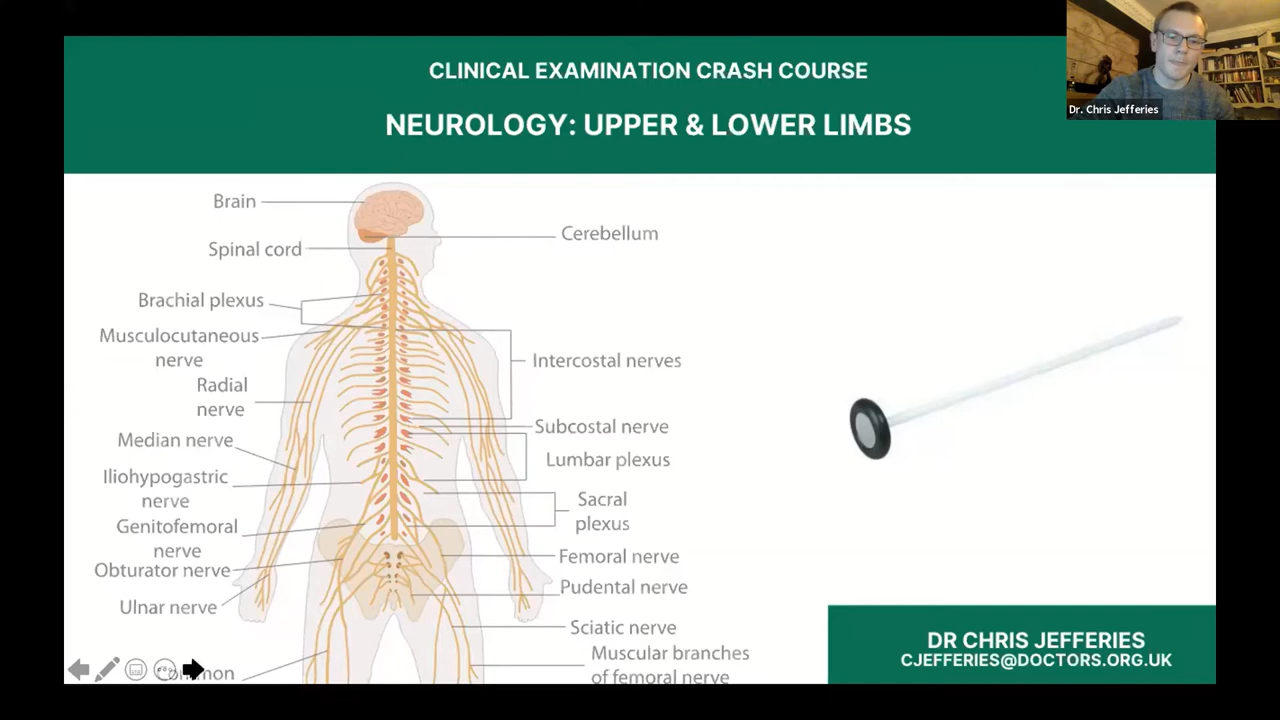 CLINICAL EXAMINATION CRASH COURSE
NEUROLOGY: UPPER & LOWER LIMBS
Dr. Chris Jefferies
Brain
Spinal cord
Brachial plexus
Musculocutaneous
nerve
Radial
nerve
Median nerve
Iliohypogastric
nerve
Genitofemoral
nerve
Obturator nerve
Ulnar nerve
Common
Cerebellum
Intercostal nerves
Subcostal nerve
Lumbar plexus
Sacral
plexus
Femoral nerve
Pudental nerve
Sciatic nerve
Muscular branches
of femoral nerve
DR CHRIS JEFFERIES
CJEFFERIES@DOCTORS.ORG.UK